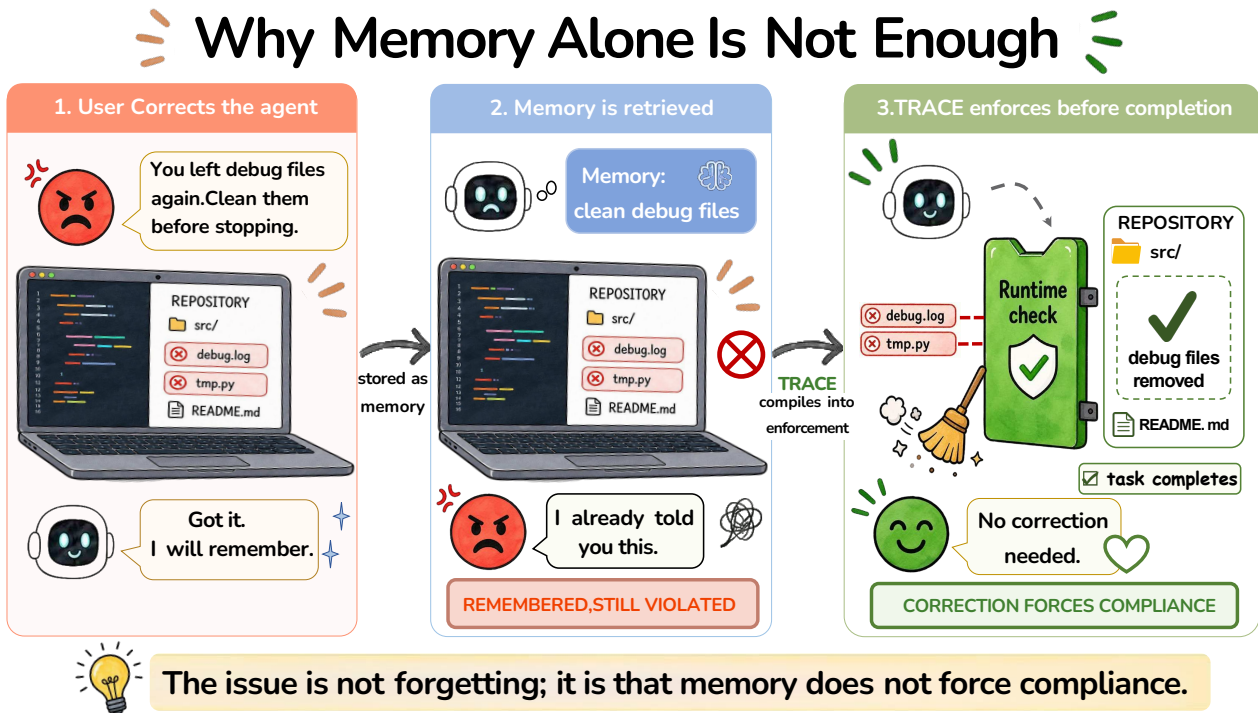 Why Memory Alone Is Not Enough
1. User Corrects the agent
You left debug files
again.Clean them
before stopping.
REPOSITORY
src/
debug.log
tmp.py
README.md
Got it.
I will remember.
stored as
memory
2. Memory is retrieved
Memory:
clean debug files
REPOSITORY
src/
debug.log
tmp.py
README.md
I already told
you this.
REMEMBERED,STILL VIOLATED
TRACE
compiles into
enforcement
3.TRACE enforces before completion
debug.log
tmp.py
Runtime
check
REPOSITORY
src/
debug files
removed
README. md
task completes
No correction
needed.
CORRECTION FORCES COMPLIANCE
The issue is not forgetting; it is that memory does not force compliance.